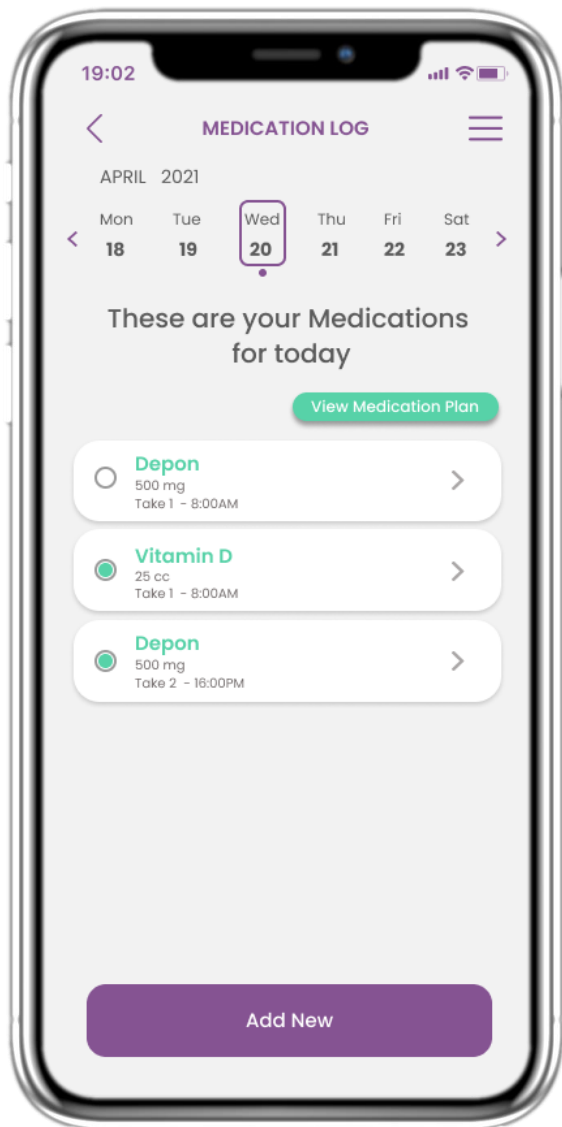 19:02
MEDICATION LOG
APRIL 2021
Mon Tue Wed Thu Fri Sat
18 19 20 21 22 23
These are your Medications
for today
View Medication Plan
Depon
500 mg
Take 1 - 8:00AM
Vitamin D
25 cc
Take 1 - 8:00AM
Depon
500 mg
Take 2 - 16:00PM
Add New